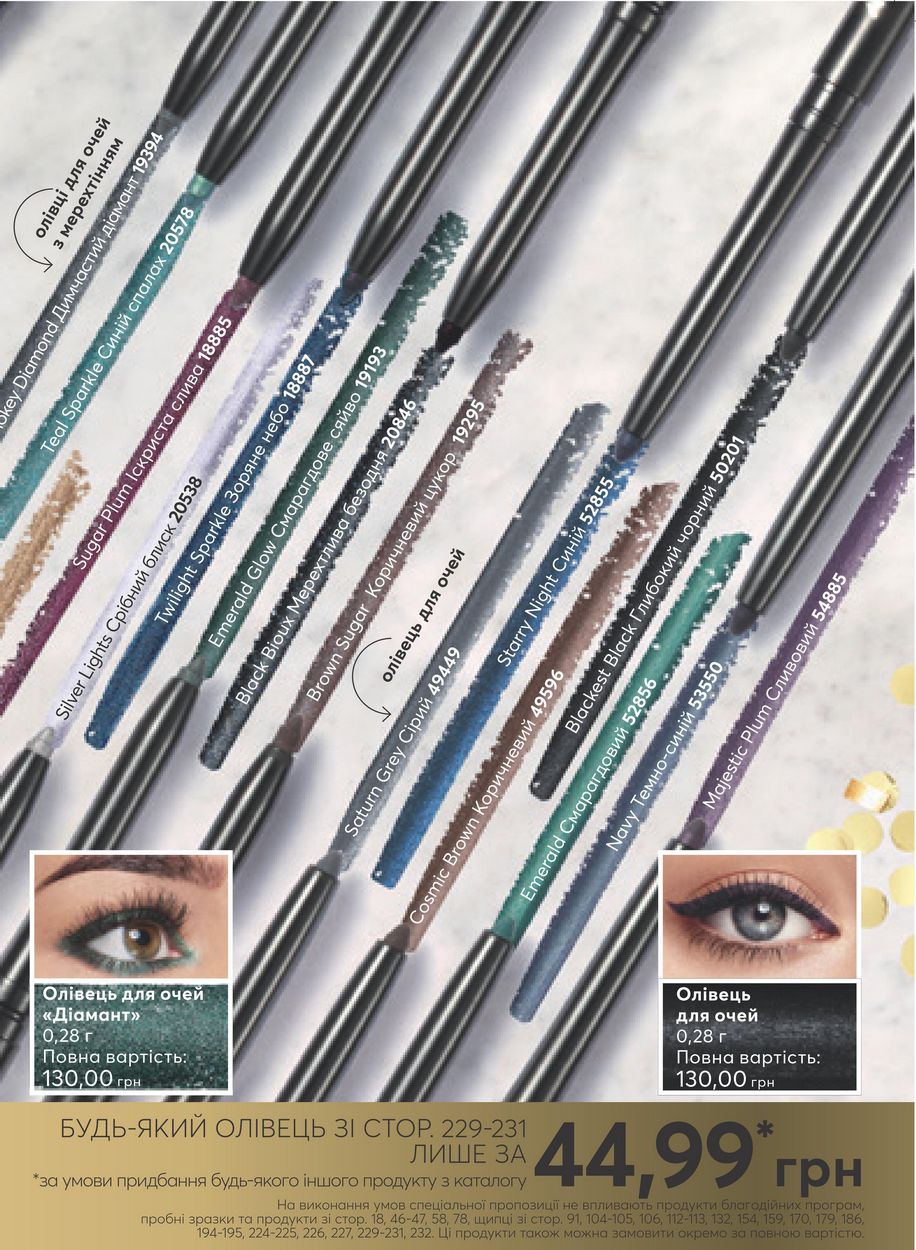 олівці для очей
з мерехтінням
Diamond Димчастий діамант 19394
Teal Sparkle Синій спалах 20578
Sugar Plum Іскриста слива 18885
Silver Lights Срібний блиск 20538
Twilight Sparkle Зоряне небо 18887
Emerald Glow Смарагдове сяйво 19193
Black Bijoux Мерехтлива безодня 20846
Brown Sugar Коричневий цукор 19295
олівець для очей
Saturn Grey Сірий 49449
Starry Night Синій 52855
Cosmic Brown Коричневий 49596
Blackest Black Глибокий чорний 50201
Emerald Смарагдовий 52856
Navy Темно-синій 53550
Majestic Plum Сливовий 54885
Олівець для очей
«Діамант»
0,28 г
Повна вартість:
130,00 грн
Олівець
для очей
0,28 г
Повна вартість:
130,00 грн
БУДЬ-ЯКИЙ ОЛІВЕЦЬ ЗІ СТОР. 229-231
ЛИШЕ ЗА 44,99* грн
*за умови придбання будь-якого іншого продукту з каталогу
На виконання умов спеціальної пропозиції не впливають продукти благодійних програм,
пробні зразки та продукти зі стор. 18, 46-47, 58, 78, щипці зі стор. 91, 104-105, 106, 112-113, 132, 154, 159, 170, 179, 186,
194-195, 224-225, 226, 227, 229-231, 232. Ці продукти також можна замовити окремо за повною вартістю.